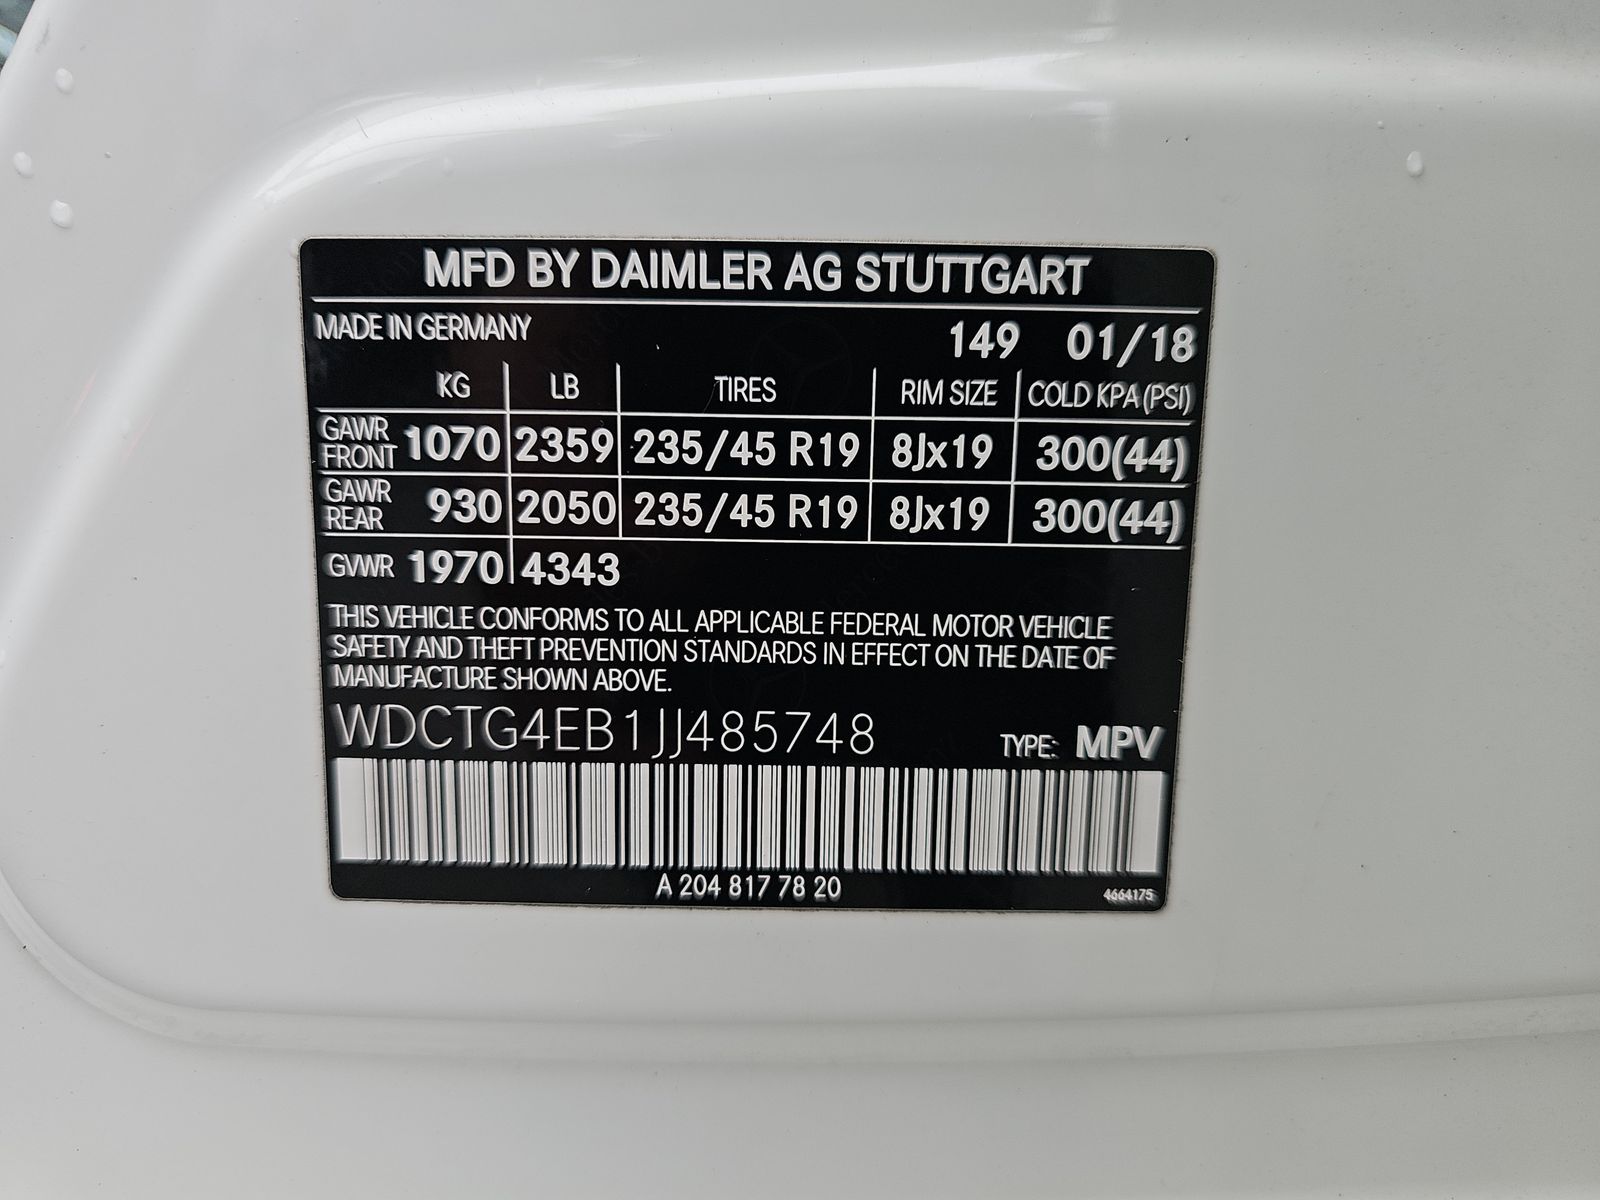 MFD BY DAIMLER AG STUTTGART
MADE IN GERMANY 149 01/18
KG LB TIRES RIM SIZE COLD KPA (PSI)
GAWR FRONT 1070 2359 235/45 R19 8Jx19 300(44)
GAWR REAR 930 2050 235/45 R19 8Jx19 300(44)
GVWR 1970 4343
THIS VEHICLE CONFORMS TO ALL APPLICABLE FEDERAL MOTOR VEHICLE
SAFETY AND THEFT PREVENTION STANDARDS IN EFFECT ON THE DATE OF
MANUFACTURE SHOWN ABOVE.
WDCTG4EB1JJ485748 TYPE: MPV
A 204 817 78 20 4664175